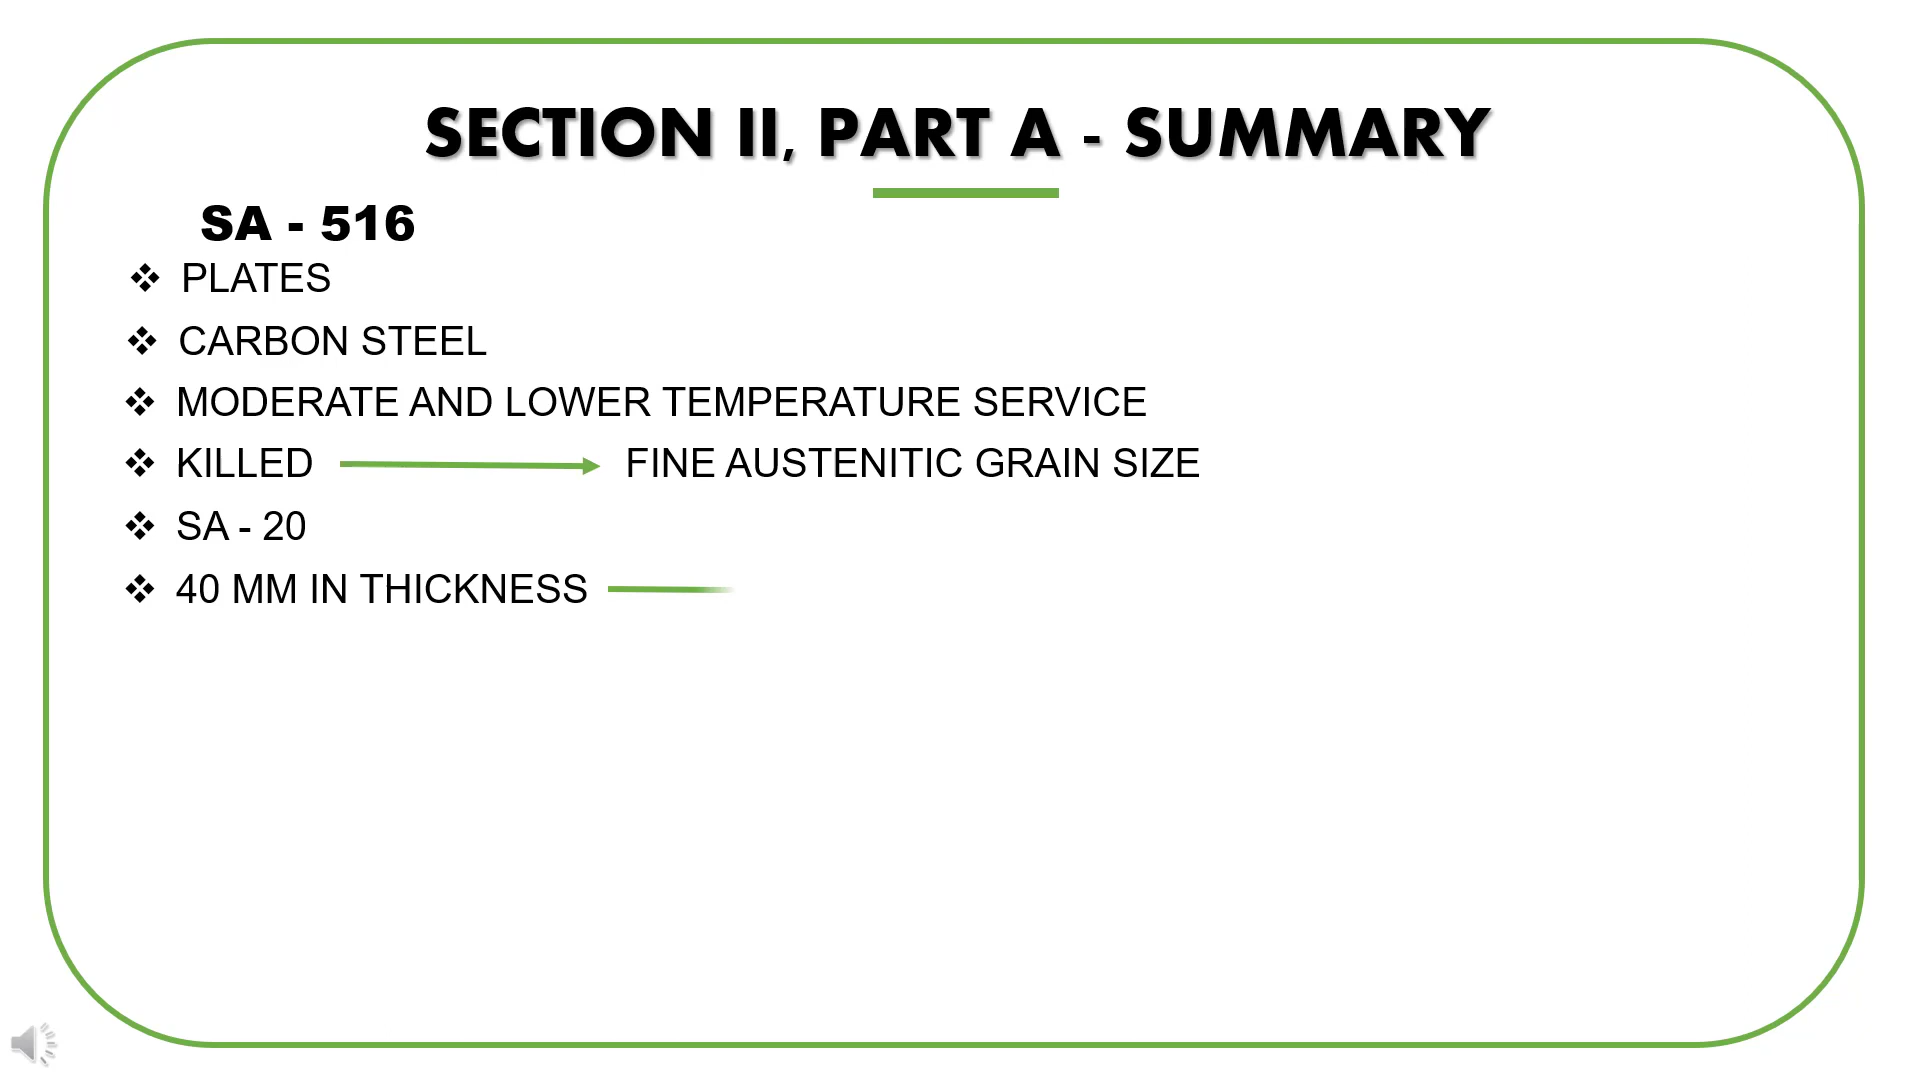 SECTION II, PART A - SUMMARY
SA - 516
PLATES
CARBON STEEL
MODERATE AND LOWER TEMPERATURE SERVICE
KILLED FINE AUSTENITIC GRAIN SIZE
SA - 20
40 MM IN THICKNESS